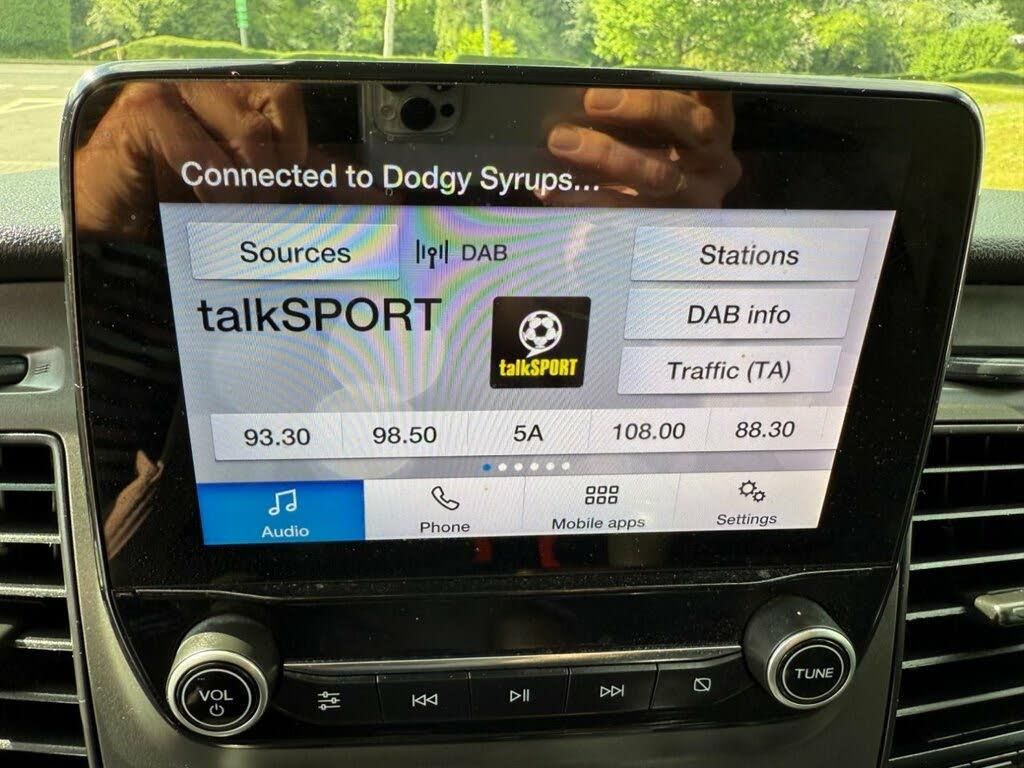 Connected to Dodgy Syrups...
Sources
DAB
Stations
talkSPORT
talkSPORT
DAB info
Traffic (TA)
93.30
98.50
5A
108.00
88.30
Audio
Phone
Mobile apps
Settings
VOL
TUNE